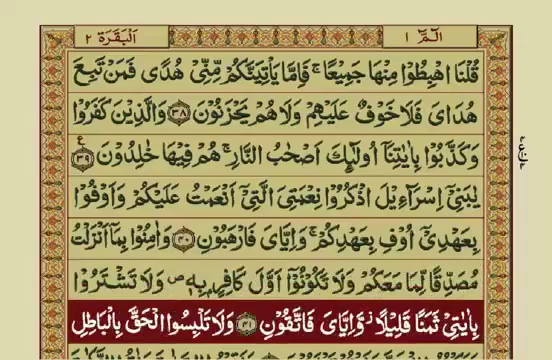 الٓمّٓ ١
اَلْبَقَرَة ٢
قُلْنَا اهْبِطُوْا مِنْهَا جَمِيْعًا ۚ فَاِمَّا يَاْتِيَنَّكُمْ مِّنِّىْ هُدًى فَمَنْ تَبِعَ
هُدَاىَ فَلَا خَوْفٌ عَلَيْهِمْ وَلَا هُمْ يَحْزَنُوْنَ ﴿٣٨﴾ وَالَّذِيْنَ كَفَرُوْا
وَكَذَّبُوْا بِاٰيٰتِنَآ اُولٰٓئِكَ اَصْحٰبُ النَّارِ ۚ هُمْ فِيْهَا خٰلِدُوْنَ ﴿٣٩﴾ ع
يٰبَنِىْٓ اِسْرَآءِيْلَ اذْكُرُوْا نِعْمَتِىَ الَّتِىْٓ اَنْعَمْتُ عَلَيْكُمْ وَاَوْفُوْا
بِعَهْدِىْٓ اُوْفِ بِعَهْدِكُمْ ۚ وَاِيَّاىَ فَارْهَبُوْنِ ﴿٤٠﴾ وَاٰمِنُوْا بِمَآ اَنْزَلْتُ
مُصَدِّقًا لِّمَا مَعَكُمْ وَلَا تَكُوْنُوْٓا اَوَّلَ كَافِرٍۭ بِهٖ ۖ وَلَا تَشْتَرُوْا
بِاٰيٰتِىْ ثَمَنًا قَلِيْلًا ۡ وَّاِيَّاىَ فَاتَّقُوْنِ ﴿٤١﴾ وَلَا تَلْبِسُوا الْحَقَّ بِالْبَاطِلِ